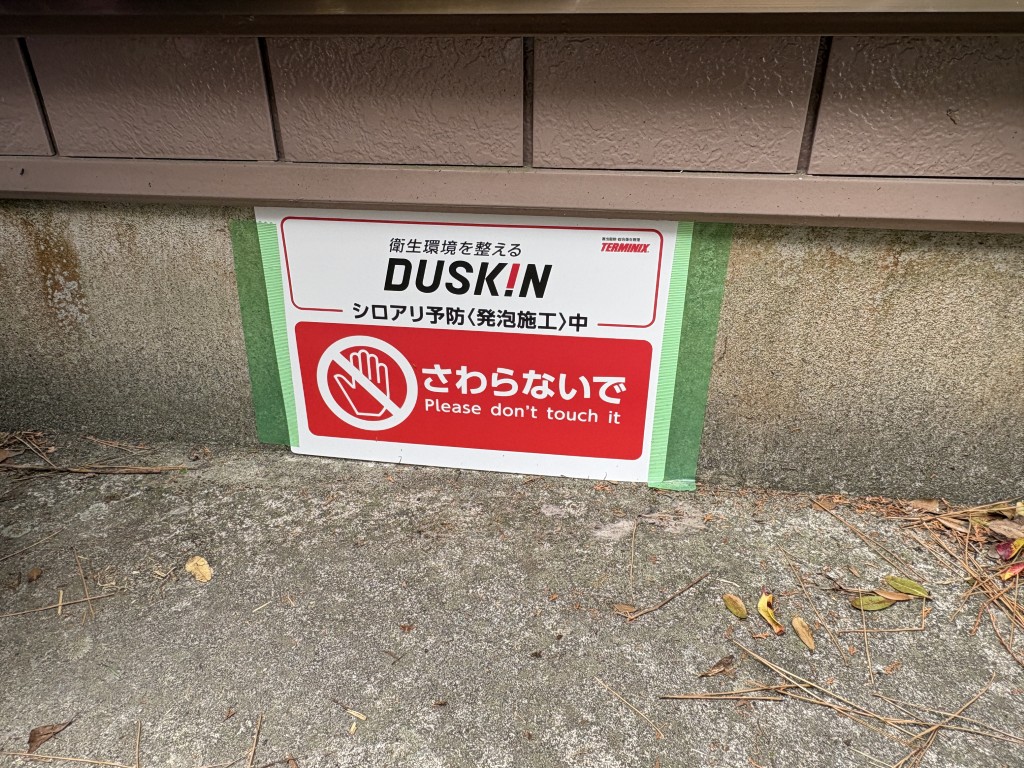 衛生環境を整える
DUSK!N
TERMINIX
シロアリ予防〈発泡施工〉中
さわらないで
Please don't touch it